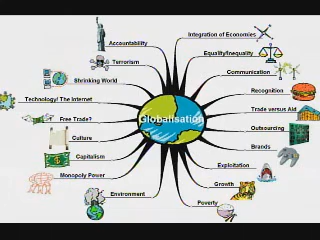 Accountability
Terrorism
Shrinking World
Technology/ The Internet
Free Trade?
Culture
Capitalism
Monopoly Power
Environment
Globalisation
Integration of Economies
Equality/Inequality
Communication
Recognition
Trade versus Aid
Outsourcing
Brands
Exploitation
Growth
Poverty